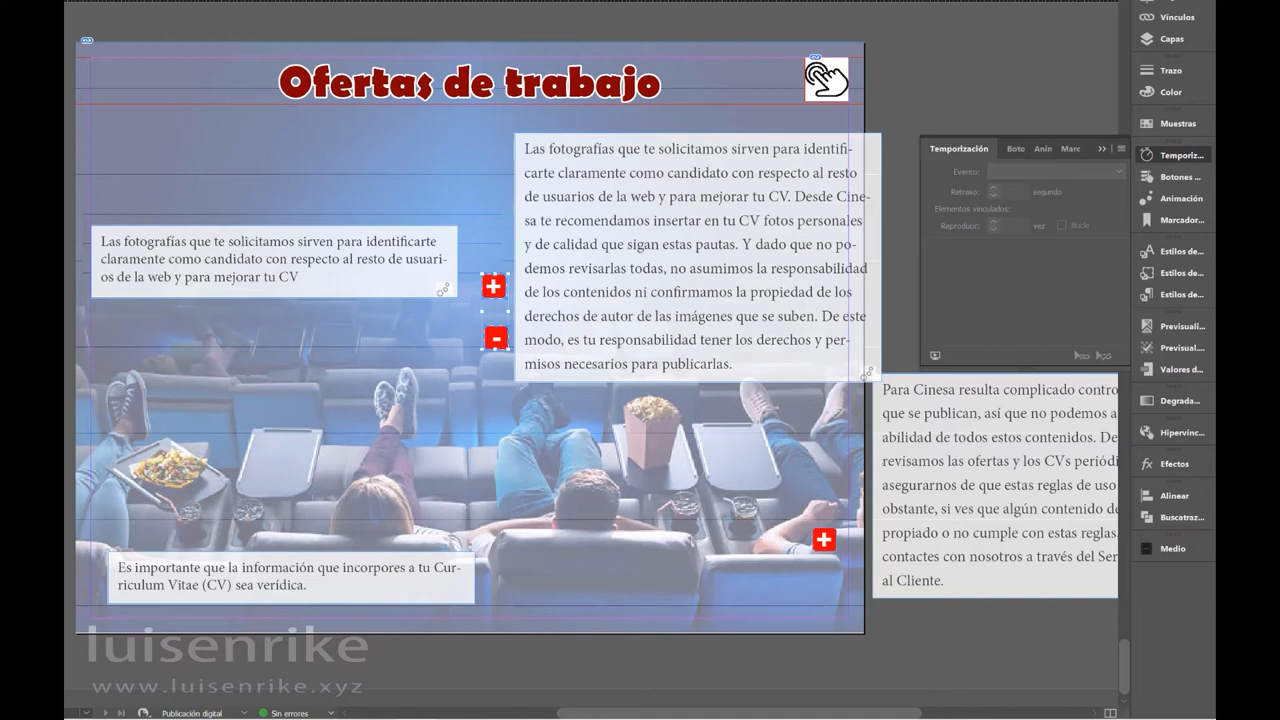 Ofertas de trabajo
Las fotografías que te solicitamos sirven para identificarte
claramente como candidato con respecto al resto de usuari-
os de la web y para mejorar tu CV
Las fotografías que te solicitamos sirven para identifi-
carte claramente como candidato con respecto al resto
de usuarios de la web y para mejorar tu CV. Desde Cine-
sa te recomendamos insertar en tu CV fotos personales
y de calidad que sigan estas pautas. Y dado que no po-
demos revisarlas todas, no asumimos la responsabilidad
de los contenidos ni confirmamos la propiedad de los
derechos de autor de las imágenes que se suben. De este
modo, es tu responsabilidad tener los derechos y per-
misos necesarios para publicarlas.
+
-
+
Es importante que la información que incorpores a tu Cur-
riculum Vitae (CV) sea verídica.
Para Cinesa resulta complicado contro
que se publican, así que no podemos a
abilidad de todos estos contenidos. De
revisamos las ofertas y los CVs periódi
asegurarnos de que estas reglas de uso
obstante, si ves que algún contenido de
propiado o no cumple con estas reglas,
contactes con nosotros a través del Ser
al Cliente.
Temporización
Boto
Anin
Marc
Evento:
Retraso:
segundo
Elementos vinculados:
Reproducir:
vez
Bucle
Vínculos
Capas
Trazo
Color
Muestras
Temporiz...
Botones ...
Animación
Marcador...
Estilos de...
Estilos de...
Estilos de...
Previsuali...
Previsual...
Valores d...
Degrada...
Hipervínc...
fx Efectos
Alinear
Buscatraz...
Medio
luisenrike
www.luisenrike.xyz
Publicación digital
Sin errores